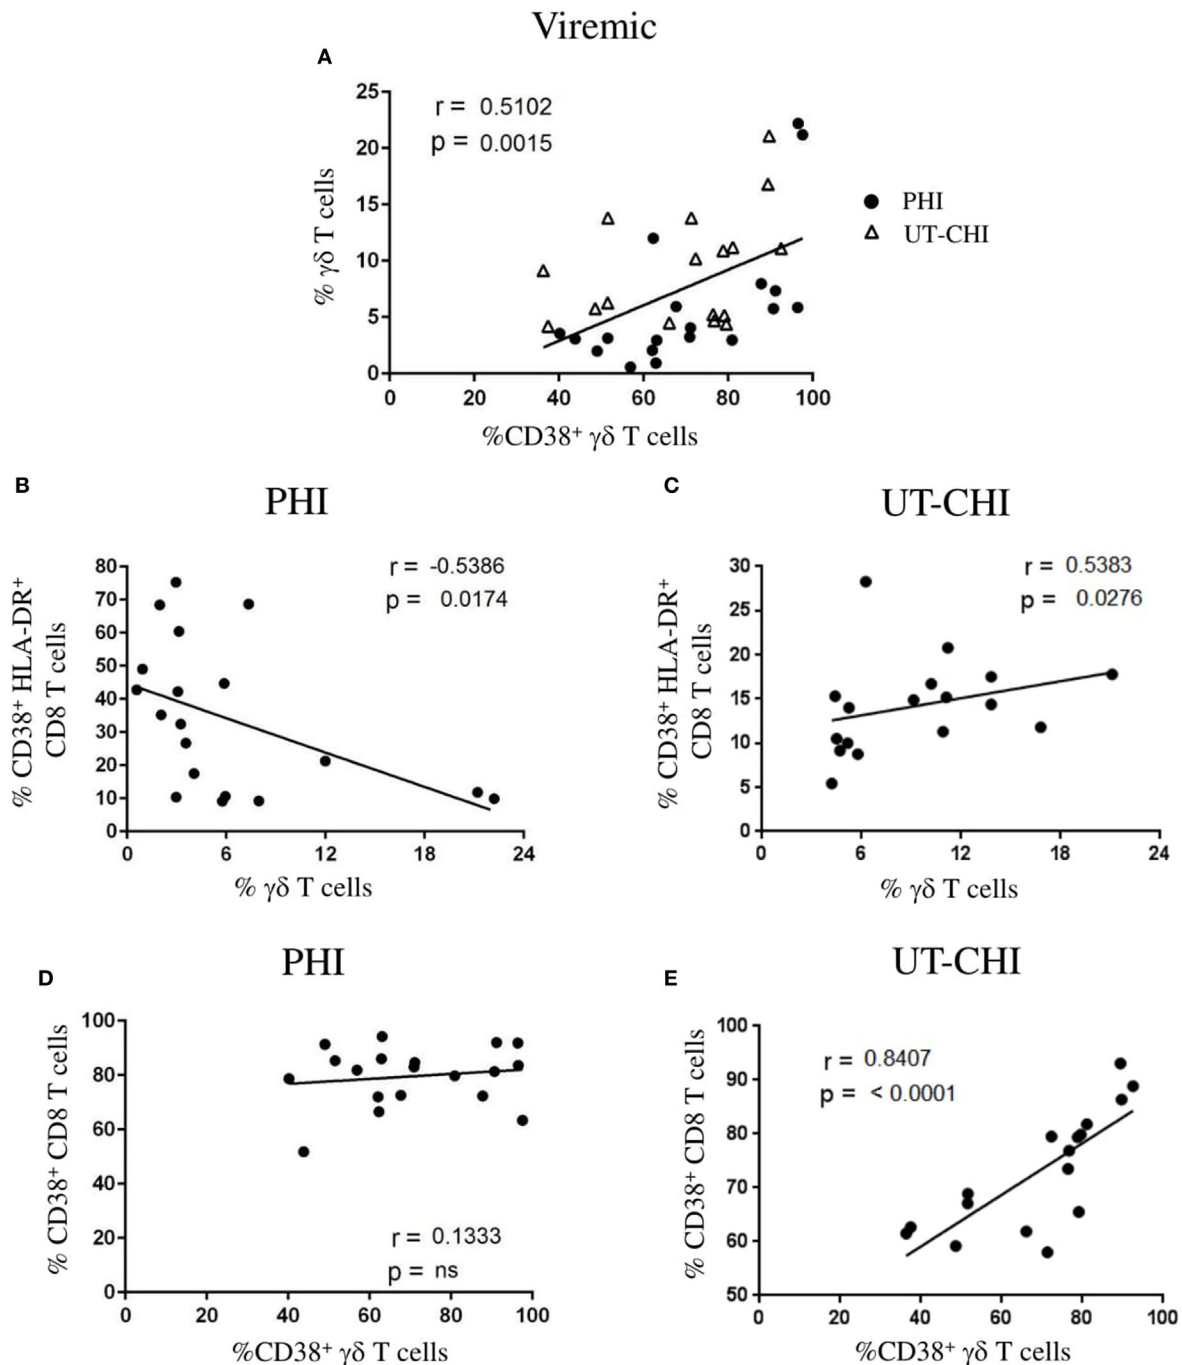 Viremic
A
25
20
15
10
5
0
% γδ T cells
r = 0.5102
p = 0.0015
PHI
UT-CHI
0 20 40 60 80 100
%CD38⁺ γδ T cells
B
PHI
80
70
60
50
40
30
20
10
0
% CD38⁺ HLA-DR⁺
CD8 T cells
r = -0.5386
p = 0.0174
0 6 12 18 24
% γδ T cells
C
UT-CHI
30
25
20
15
10
5
0
% CD38⁺ HLA-DR⁺
CD8 T cells
r = 0.5383
p = 0.0276
0 6 12 18 24
% γδ T cells
D
PHI
100
80
60
40
20
0
% CD38⁺ CD8 T cells
r = 0.1333
p = ns
0 20 40 60 80 100
%CD38⁺ γδ T cells
E
UT-CHI
100
90
80
70
60
50
% CD38⁺ CD8 T cells
r = 0.8407
p = < 0.0001
0 20 40 60 80 100
%CD38⁺ γδ T cells